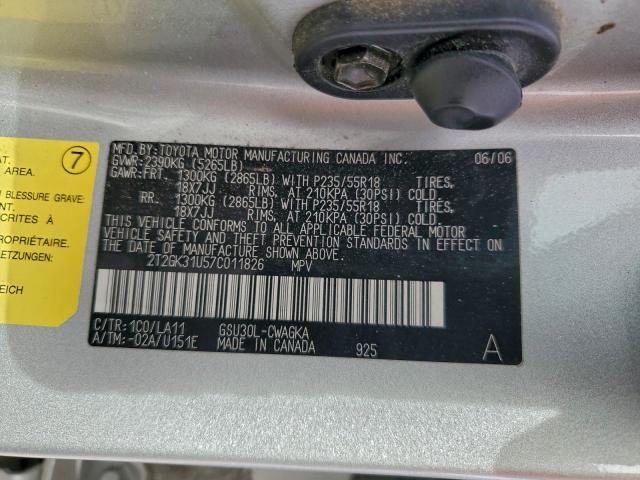 MFD.BY:TOYOTA MOTOR MANUFACTURING CANADA INC. 06/06
GVWR:2390KG (5265LB)
GAWR:FRT. 1300KG (2865LB) WITH P235/55R18 TIRES,
18X7JJ RIMS, AT 210KPA (30PSI) COLD
RR. 1300KG (2865LB) WITH P235/55R18 TIRES,
18X7JJ RIMS, AT 210KPA (30PSI) COLD.
THIS VEHICLE CONFORMS TO ALL APPLICABLE FEDERAL MOTOR
VEHICLE SAFETY AND THEFT PREVENTION STANDARDS IN EFFECT ON
THE DATE OF MANUFACTURE SHOWN ABOVE.
2T2GK31U57C011826 MPV
C/TR:1C0/LA11 GSU30L-CWAGKA
A/TM:-02A/U151E MADE IN CANADA 925 A
7
AT.
AREA.
BLESSURE GRAVE:
NT.
CRITES À
PROPRIÉTAIRE.
ETZUNGEN:
REICH